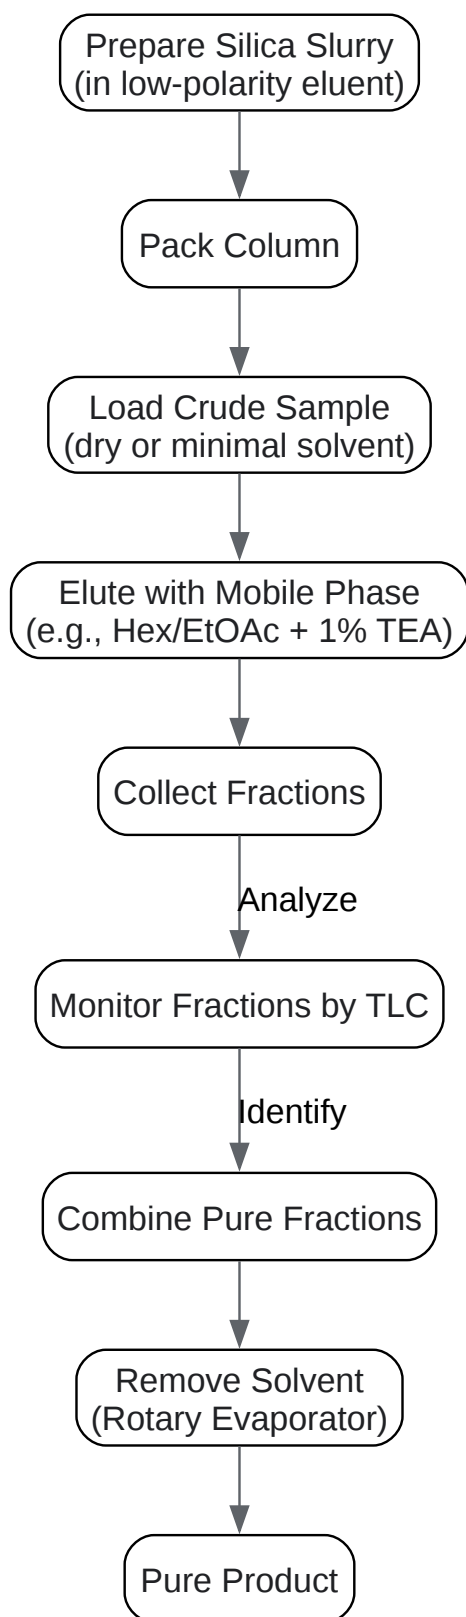 Prepare Silica Slurry
(in low-polarity eluent)
Pack Column
Load Crude Sample
(dry or minimal solvent)
Elute with Mobile Phase
(e.g., Hex/EtOAc + 1% TEA)
Collect Fractions
Analyze
Monitor Fractions by TLC
Identify
Combine Pure Fractions
Remove Solvent
(Rotary Evaporator)
Pure Product